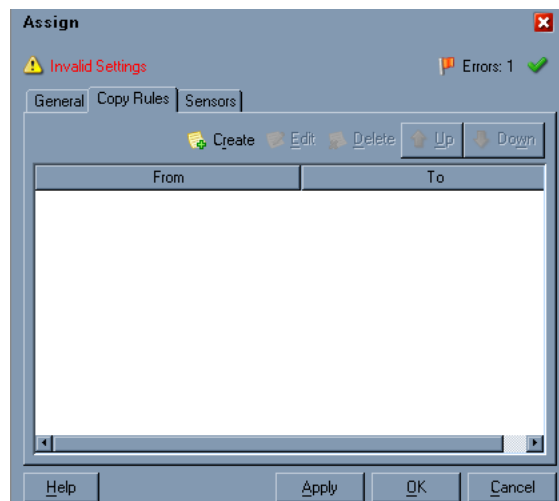 Assign
Invalid Settings Errors: 1
General Copy Rules Sensors
Create Edit Delete Up Down
From To
Help Apply OK Cancel